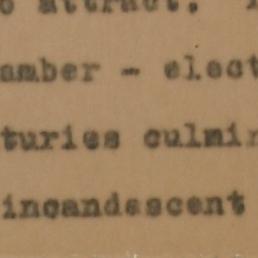 o attract.
amber - elect
turies culmin
incandescent